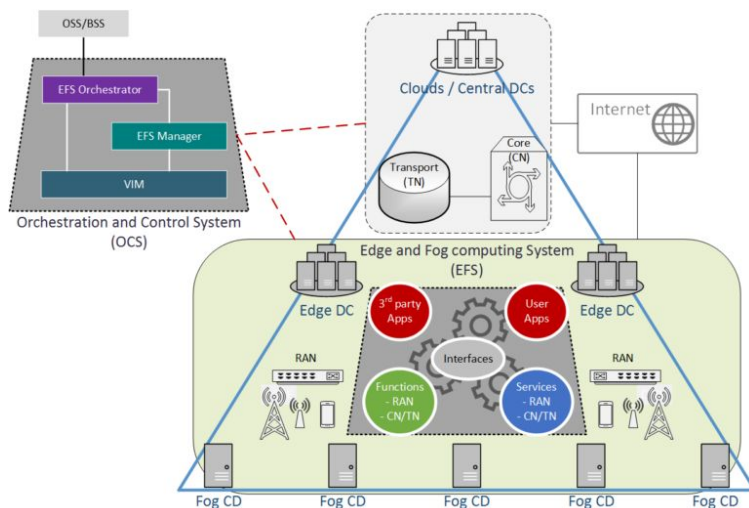 OSS/BSS
EFS Orchestrator
EFS Manager
VIM
Orchestration and Control System
(OCS)
Clouds / Central DCs
Transport
(TN)
Core
(CN)
Internet
Edge and Fog computing System
(EFS)
Edge DC
Edge DC
3rd party
Apps
User
Apps
Interfaces
RAN
RAN
Functions
- RAN
- CN/TN
Services
- RAN
- CN/TN
Fog CD
Fog CD
Fog CD
Fog CD
Fog CD